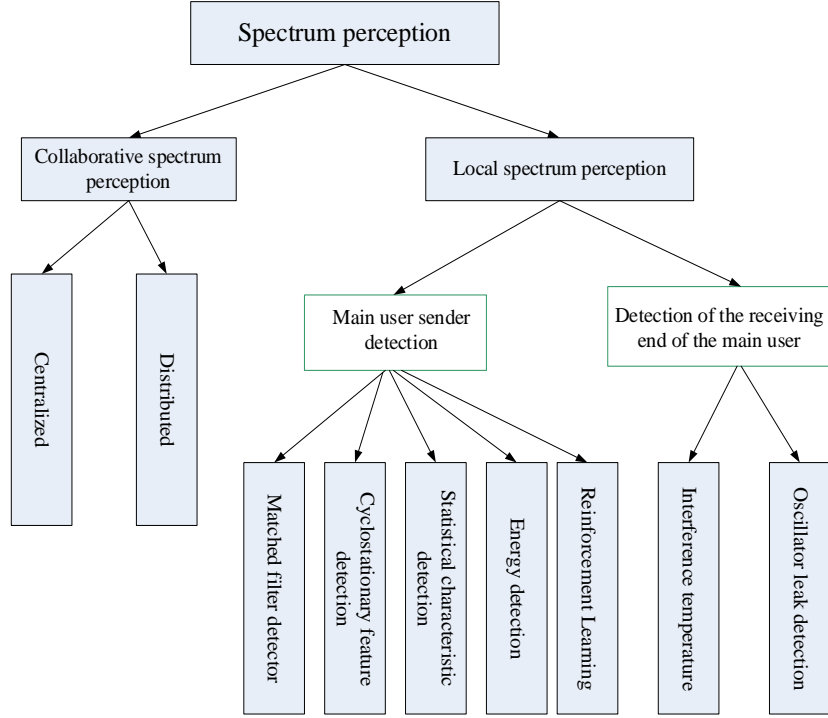 Spectrum perception
Collaborative spectrum
perception
Local spectrum perception
Centralized
Distributed
Main user sender
detection
Detection of the receiving
end of the main user
Matched filter detector
Cyclostationary feature
detection
Statistical characteristic
detection
Energy detection
Reinforcement Learning
Interference temperature
Oscillator leak detection